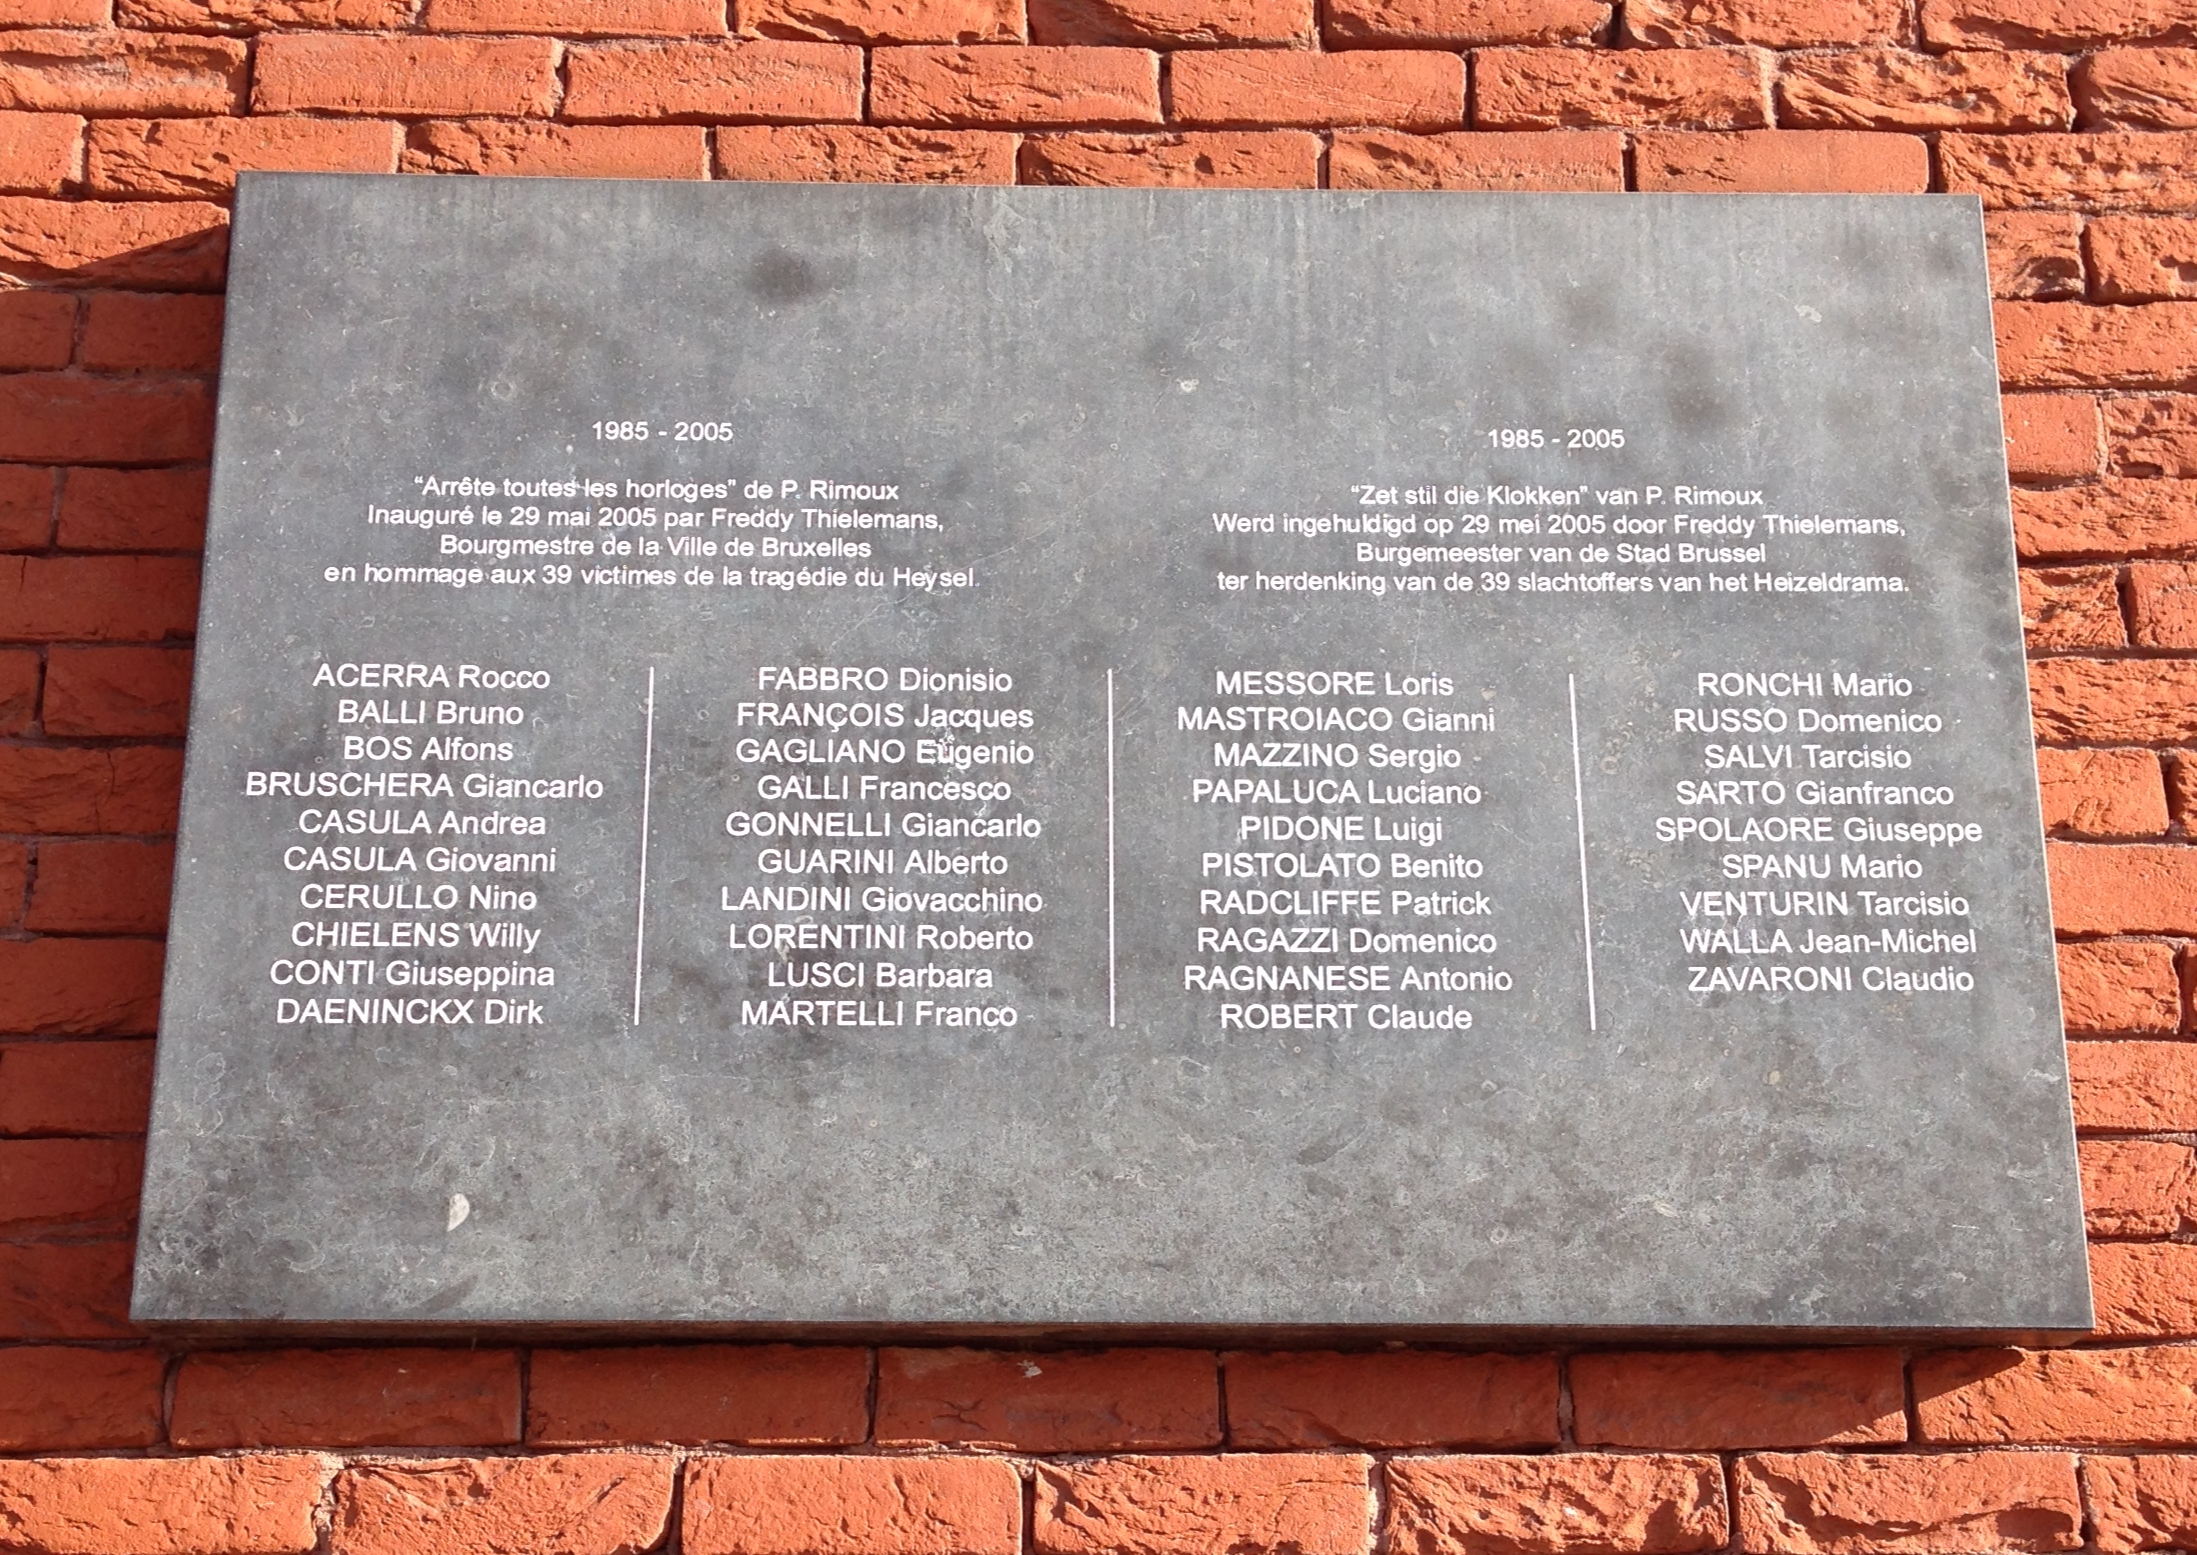 1985 - 2005
"Arrête toutes les horloges" de P. Rimoux
Inauguré le 29 mai 2005 par Freddy Thielemans,
Bourgmestre de la Ville de Bruxelles
en hommage aux 39 victimes de la tragédie du Heysel.
1985 - 2005
"Zet stil die Klokken" van P. Rimoux
Werd ingehuldigd op 29 mei 2005 door Freddy Thielemans,
Burgemeester van de Stad Brussel
ter herdenking van de 39 slachtoffers van het Heizeldrama.
ACERRA Rocco
BALLI Bruno
BOS Alfons
BRUSCHERA Giancarlo
CASULA Andrea
CASULA Giovanni
CERULLO Nino
CHIELENS Willy
CONTI Giuseppina
DAENINCKX Dirk
FABBRO Dionisio
FRANÇOIS Jacques
GAGLIANO Eugenio
GALLI Francesco
GONNELLI Giancarlo
GUARINI Alberto
LANDINI Giovacchino
LORENTINI Roberto
LUSCI Barbara
MARTELLI Franco
MESSORE Loris
MASTROIACO Gianni
MAZZINO Sergio
PAPALUCA Luciano
PIDONE Luigi
PISTOLATO Benito
RADCLIFFE Patrick
RAGAZZI Domenico
RAGNANESE Antonio
ROBERT Claude
RONCHI Mario
RUSSO Domenico
SALVI Tarcisio
SARTO Gianfranco
SPOLAORE Giuseppe
SPANU Mario
VENTURIN Tarcisio
WALLA Jean-Michel
ZAVARONI Claudio